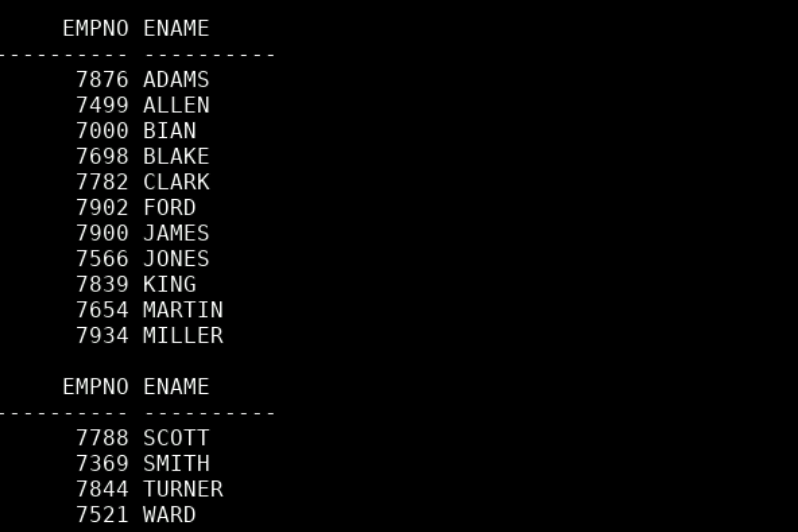 EMPNO ENAME
---------- ----------
7876 ADAMS
7499 ALLEN
7000 BIAN
7698 BLAKE
7782 CLARK
7902 FORD
7900 JAMES
7566 JONES
7839 KING
7654 MARTIN
7934 MILLER
EMPNO ENAME
---------- ----------
7788 SCOTT
7369 SMITH
7844 TURNER
7521 WARD